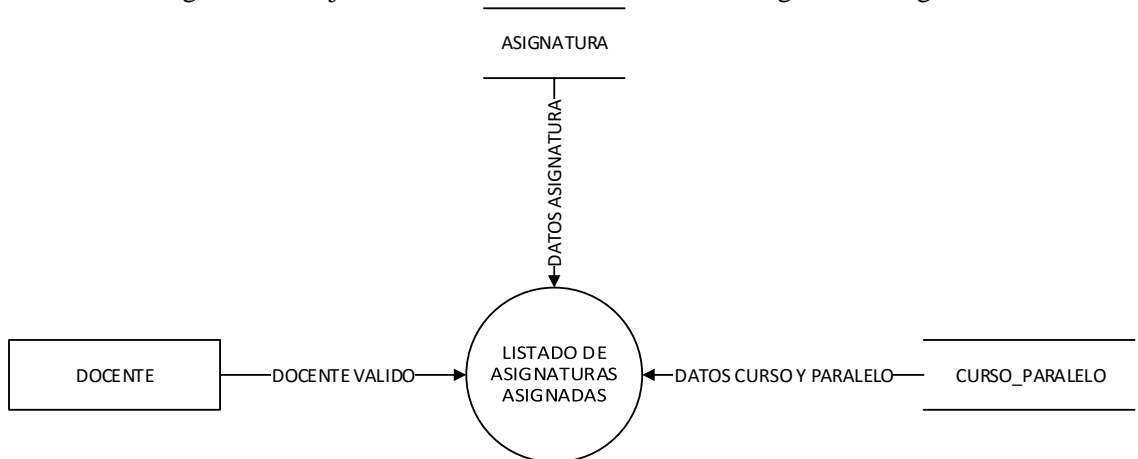 ASIGNATURA
DATOS ASIGNATURA
LISTADO DE
ASIGNATURAS
ASIGNADAS
DOCENTE
DOCENTE VALIDO
DATOS CURSO Y PARALELO
CURSO_PARALELO